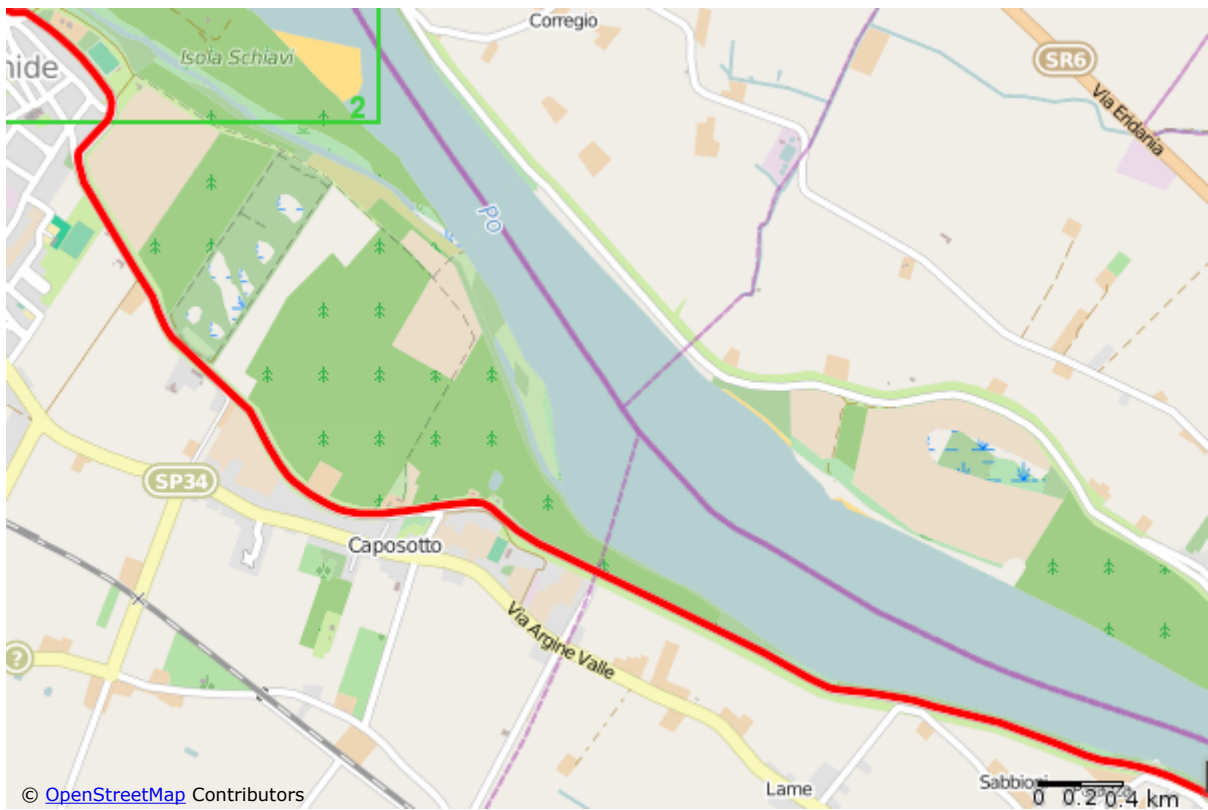 Corregio
Isola Schiavi
nide
SR6
Via Eridania
2
PO
SP34
Caposotto
Via Argine Valle
?
Lame
Sabbioni
0 0.2 0.4 km
© OpenStreetMap Contributors